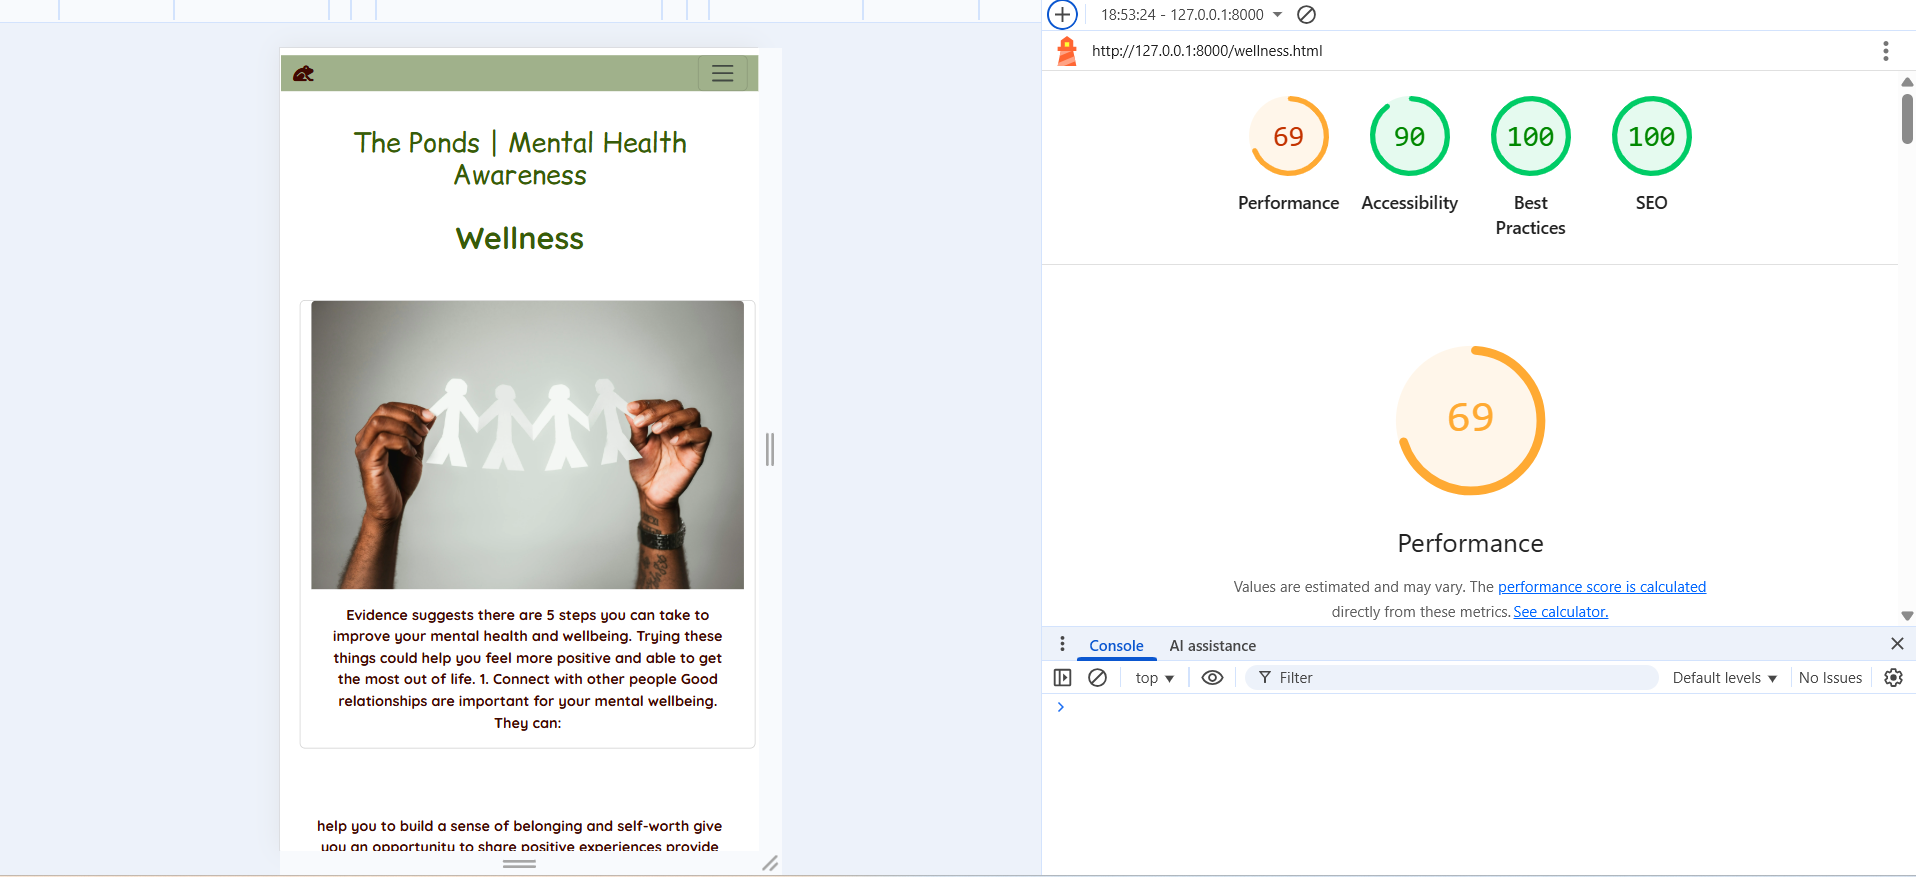 18:53:24 - 127.0.0.1:8000
http://127.0.0.1:8000/wellness.html
The Ponds | Mental Health
Awareness
Wellness
Evidence suggests there are 5 steps you can take to
improve your mental health and wellbeing. Trying these
things could help you feel more positive and able to get
the most out of life. 1. Connect with other people Good
relationships are important for your mental wellbeing.
They can:
help you to build a sense of belonging and self-worth give
you an opportunity to share positive experiences provide
69
90
100
100
Performance
Accessibility
Best
Practices
SEO
69
Performance
Values are estimated and may vary. The performance score is calculated
directly from these metrics. See calculator.
Console
AI assistance
top
Filter
Default levels
No Issues